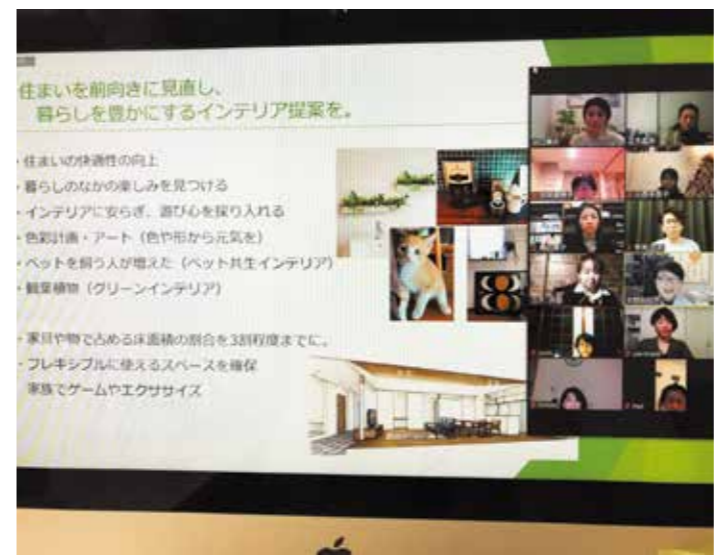 住まいを前向きに見直し、
暮らしを豊かにするインテリア提案を。
・住まいの快適性の向上
・暮らしのなかの楽しみを見つける
・インテリアに安らぎ、遊び心を採り入れる
・色彩計画・アート（色や形から元気を）
・ペットを飼う人が増えた（ペット共生インテリア）
・観葉植物（グリーンインテリア）
・家具や物で占める床面積の割合を3割程度までに。
・フレキシブルに使えるスペースを確保
家族でゲームやエクササイズ